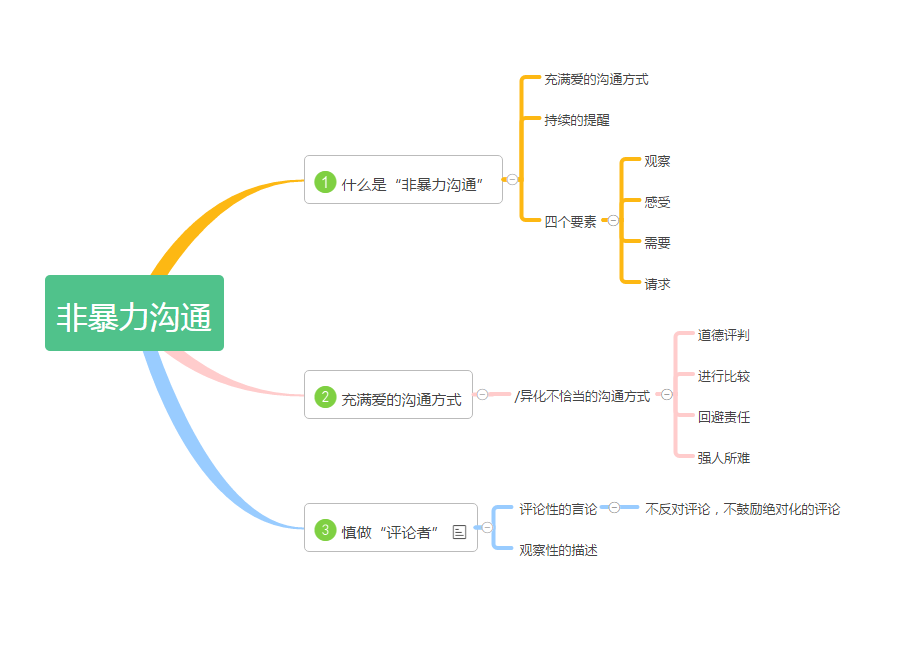 非暴力沟通
1 什么是“非暴力沟通”
充满爱的沟通方式
持续的提醒
四个要素
观察
感受
需要
请求
2 充满爱的沟通方式
/异化不恰当的沟通方式
道德评判
进行比较
回避责任
强人所难
3 慎做“评论者”
评论性的言论
不反对评论，不鼓励绝对化的评论
观察性的描述